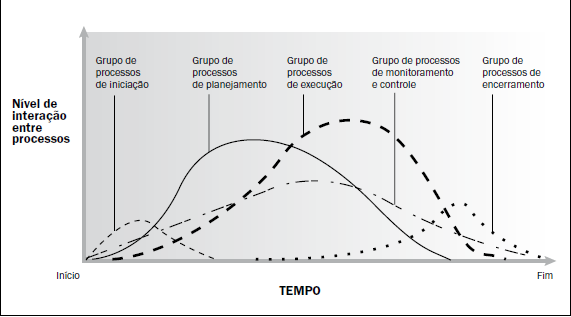 Grupo de
processos
de iniciação
Grupo de
processos
de planejamento
Grupo de
processos
de execução
Grupo de processos
de monitoramento
e controle
Grupo de
processos de
encerramento
Nível de
interação
entre
processos
Inicio
Fim
TEMPO